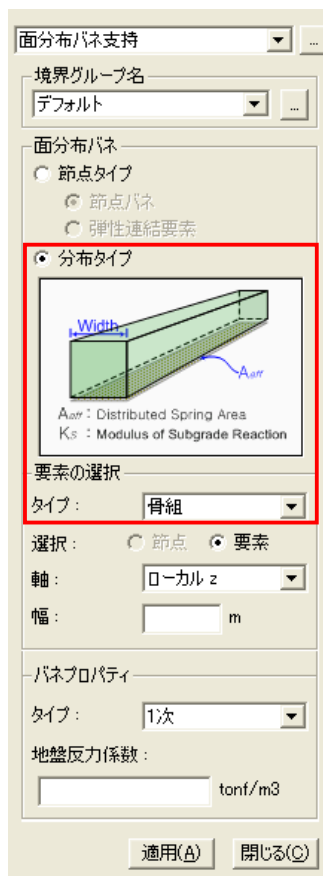 面分布バネ支持
...
境界グループ名
デフォルト
...
面分布バネ
節点タイプ
節点バネ
弾性連結要素
分布タイプ
Width
Aeff
Aeff : Distributed Spring Area
Ks : Modulus of Subgrade Reaction
要素の選択
タイプ : 骨組
選択 : 節点 要素
軸 : ローカル z
幅 : m
バネプロパティ
タイプ : 1次
地盤反力係数 :
tonf/m3
適用(A) 閉じる(C)